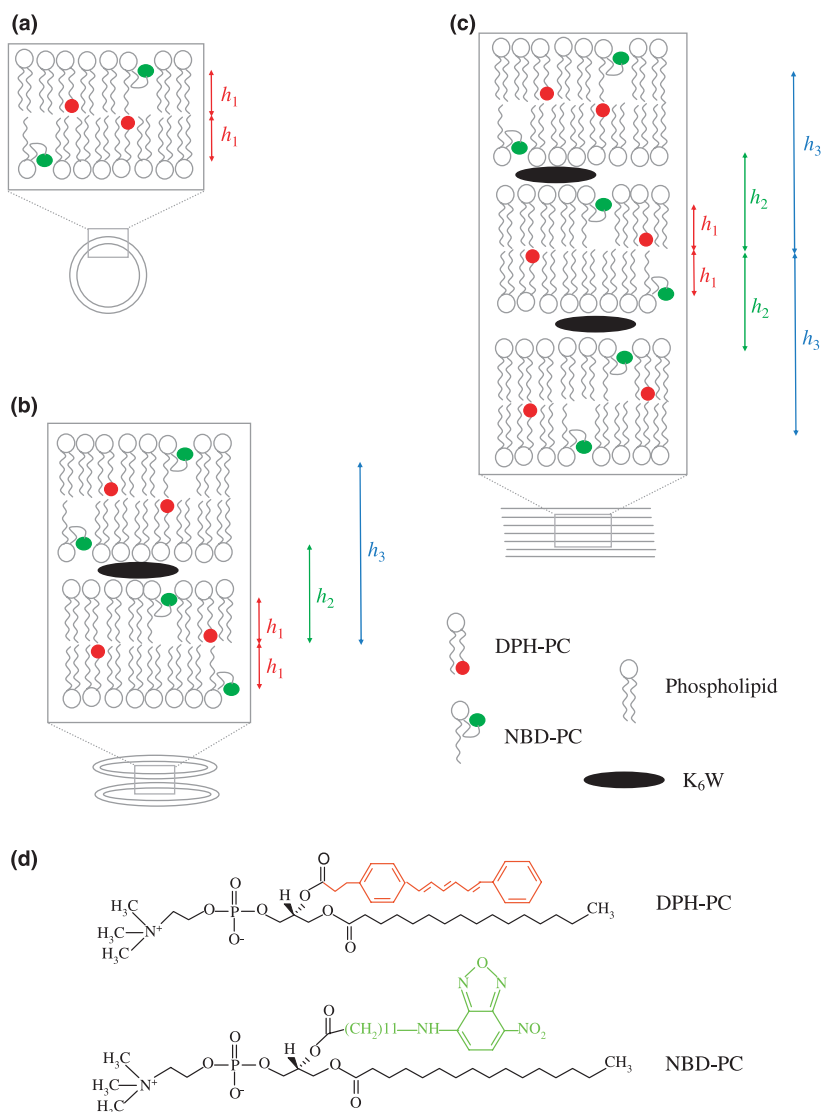 (a)
h1
h1
(b)
h1
h1
h2
h3
(c)
h1
h1
h2
h2
h3
h3
DPH-PC
NBD-PC
Phospholipid
K6W
(d)
O
O
P
O
O-
H
O
O
O
H3C
H3C
H3C
N+
CH3
DPH-PC
O
N
N
O
(CH2)11—NH
NO2
O
O
P
O
O-
H
O
O
O
H3C
H3C
H3C
N+
CH3
NBD-PC